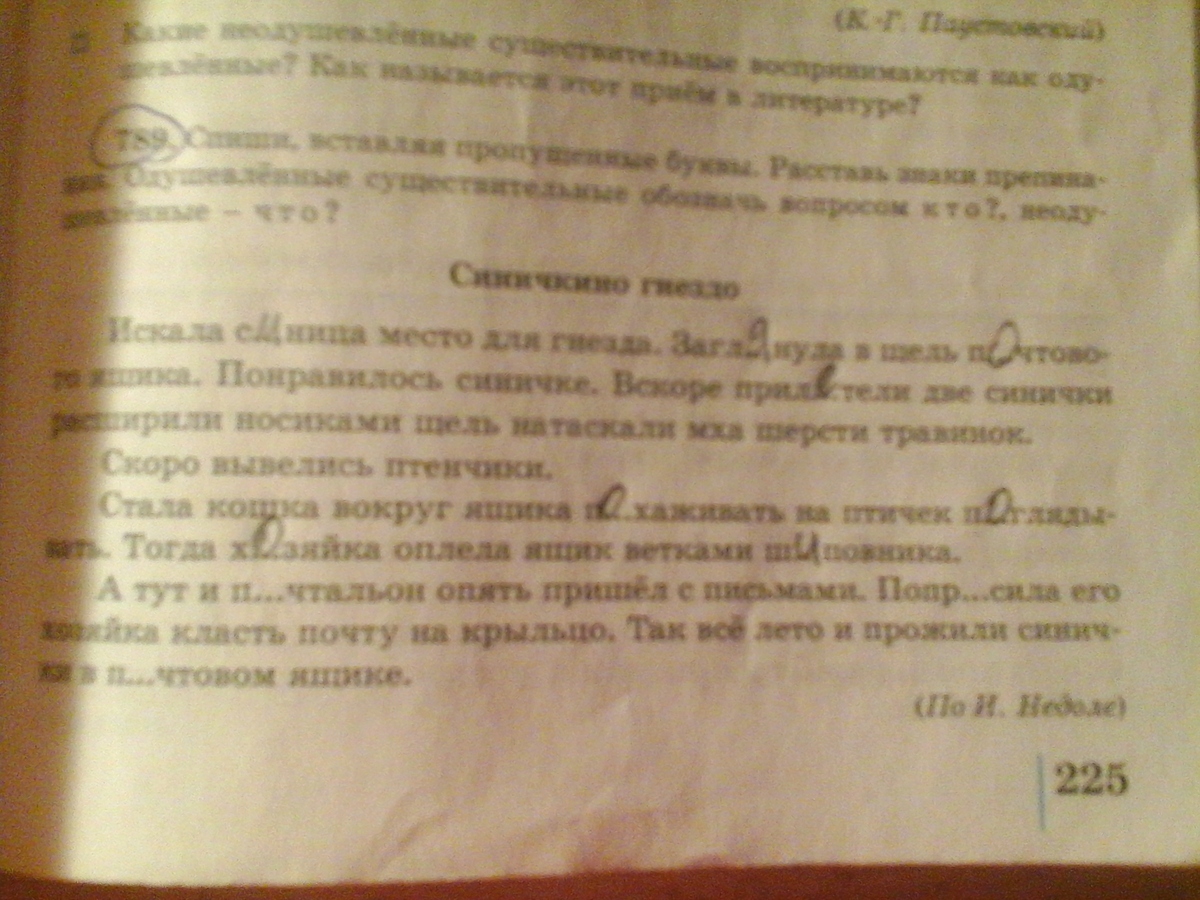 (К.-Г. Паустовский)
Какие неодушевлённые существительные воспринимаются как оду-
шевлённые? Как называется этот приём в литературе?
789. Спиши, вставляя пропущенные буквы. Расставь знаки препина-
ния. Одушевлённые существительные обозначь вопросом кто?, неоду-
шевлённые – что?
Синичкино гнездо
Искала синица место для гнезда. Заглянула в щель почтово-
го ящика. Понравилось синичке. Вскоре прилетели две синички
расширили носиками щель натаскали мха шерсти травинок.
Скоро вывелись птенчики.
Стала кошка вокруг ящика похаживать на птичек погляды-
вать. Тогда хозяйка оплела ящик ветками шиповника.
А тут и п...чтальон опять пришёл с письмами. Попр...сила его
хозяйка класть почту на крыльцо. Так всё лето и прожили синич-
ки в п...чтовом ящике.
(По И. Недоле)
225